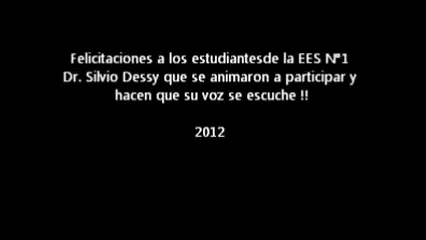 Felicitaciones a los estudiantesde la EES Nº1
Dr. Silvio Dessy que se animaron a participar y
hacen que su voz se escuche !!
2012